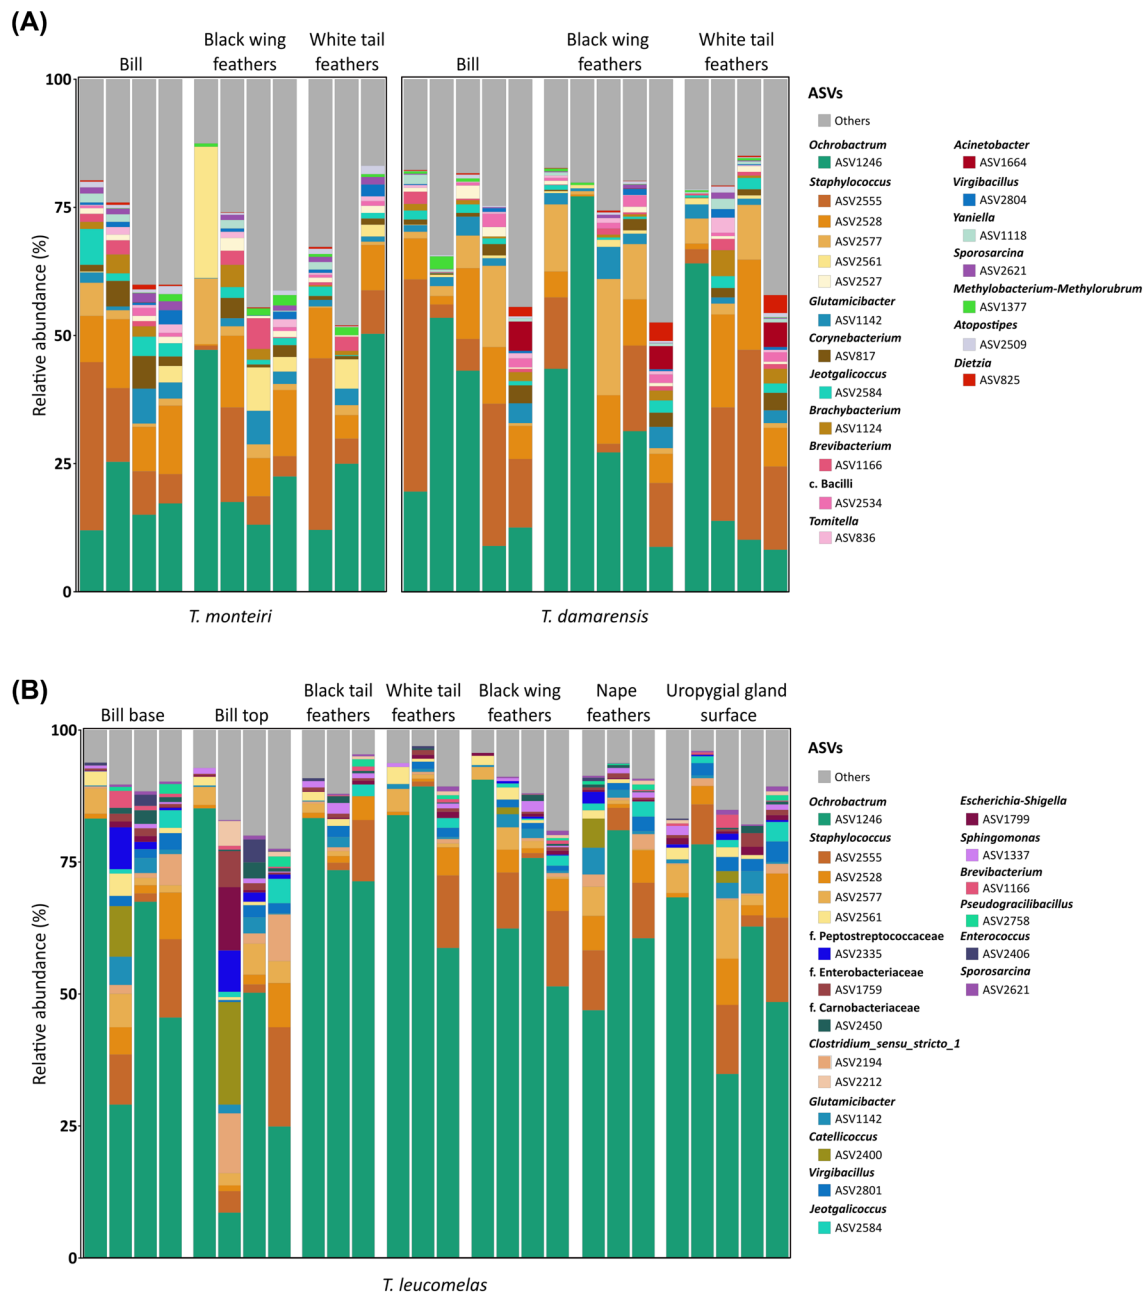 (A)
Bill
Black wing
feathers
White tail
feathers
Bill
Black wing
feathers
White tail
feathers
100
75
50
25
0
Relative abundance (%)
T. monteiri
T. damarensis
ASVs
Others
Ochrobactrum
ASV1246
Staphylococcus
ASV2555
ASV2528
ASV2577
ASV2561
ASV2527
Glutamicibacter
ASV1142
Corynebacterium
ASV817
Jeotgalicoccus
ASV2584
Brachybacterium
ASV1124
Brevibacterium
ASV1166
c. Bacilli
ASV2534
Tomitella
ASV836
Acinetobacter
ASV1664
Virgibacillus
ASV2804
Yaniella
ASV1118
Sporosarcina
ASV2621
Methylobacterium-Methylorubrum
ASV1377
Atopostipes
ASV2509
Dietzia
ASV825
(B)
Bill base
Bill top
Black tail
feathers
White tail
feathers
Black wing
feathers
Nape
feathers
Uropygial gland
surface
100
75
50
25
0
Relative abundance (%)
T. leucomelas
ASVs
Others
Ochrobactrum
ASV1246
Staphylococcus
ASV2555
ASV2528
ASV2577
ASV2561
f. Peptostreptococcaceae
ASV2335
f. Enterobacteriaceae
ASV1759
f. Carnobacteriaceae
ASV2450
Clostridium_sensu_stricto_1
ASV2194
ASV2212
Glutamicibacter
ASV1142
Catellicoccus
ASV2400
Virgibacillus
ASV2801
Jeotgalicoccus
ASV2584
Escherichia-Shigella
ASV1799
Sphingomonas
ASV1337
Brevibacterium
ASV1166
Pseudogracilibacillus
ASV2758
Enterococcus
ASV2406
Sporosarcina
ASV2621